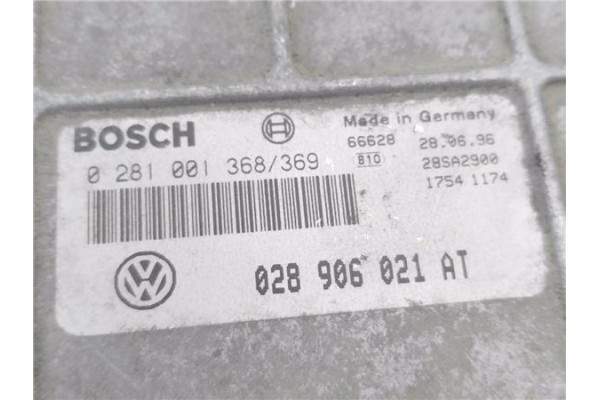 BOSCH
Made in Germany
66628 28.06.96
0 281 001 368/369
810 28SA2900
1754 1174
VW
028 906 021 AT